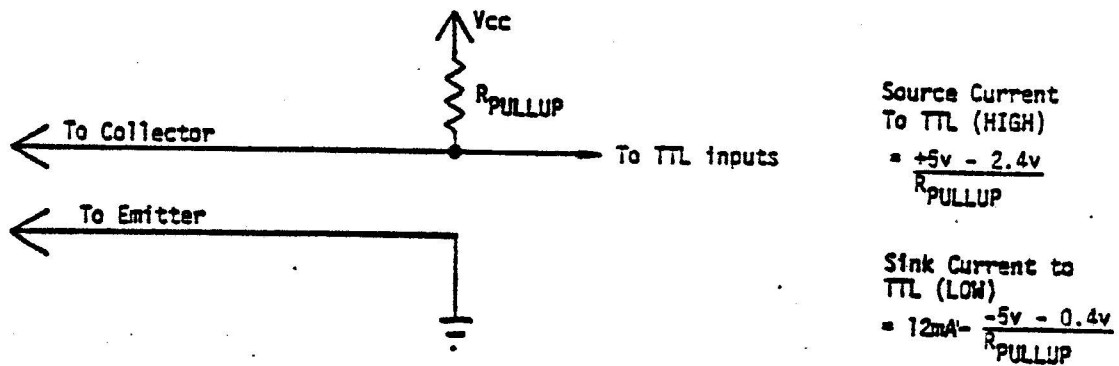 Vcc
RPULLUP
To Collector
To TTL inputs
To Emitter
Source Current
To TTL (HIGH)
= +5v - 2.4v
RPULLUP
Sink Current to
TTL (LOW)
= 12mA - -5v - 0.4v
RPULLUP